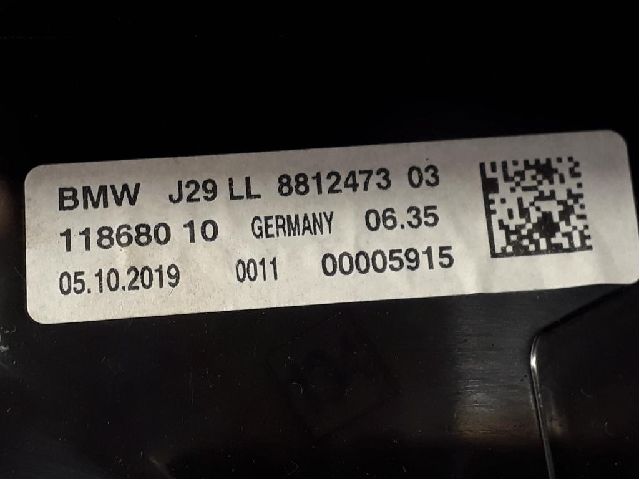 BMW J29 LL 8812473 03
118680 10 GERMANY 06.35
05.10.2019 0011 00005915